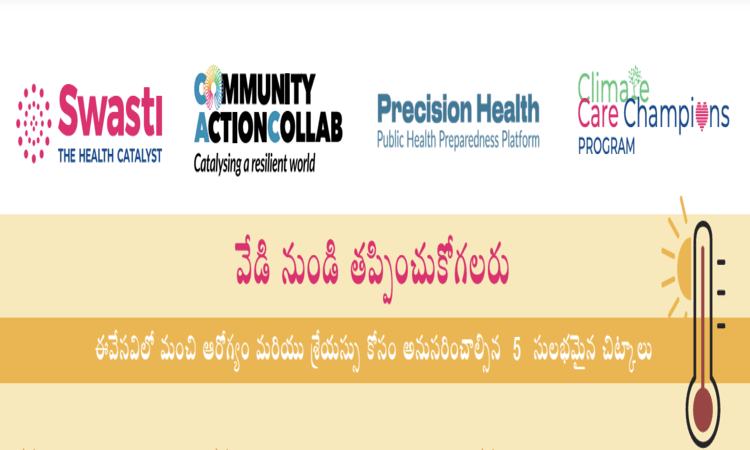 Swasti
THE HEALTH CATALYST
COMMUNITY
ACTIONCOLLAB
Catalysing a resilient world
Precision Health
Public Health Preparedness Platform
Climate
Care Champions
PROGRAM
వేడి నుండి తప్పించుకోగలరు
ఈవేసవిలో మంచి ఆరోగ్యం మరియు శ్రేయస్సు కోసం అనుసరించాల్సిన 5 సులభమైన చిట్కాలు